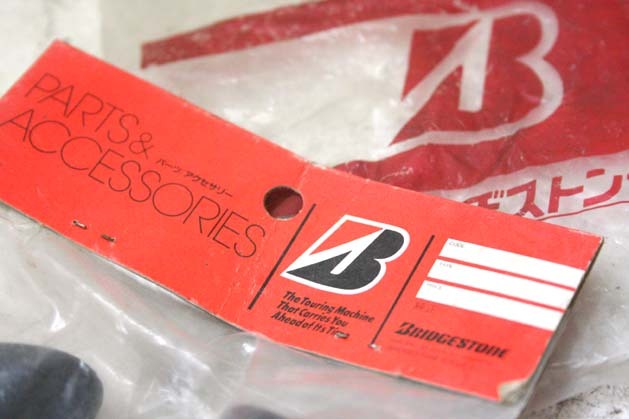 PARTS &
ACCESSORIES
パーツ アクセサリー
B
The Touring Machine
That Carries You
Ahead of Its Time
CODE
BRIDGESTONE
B
ヂストン